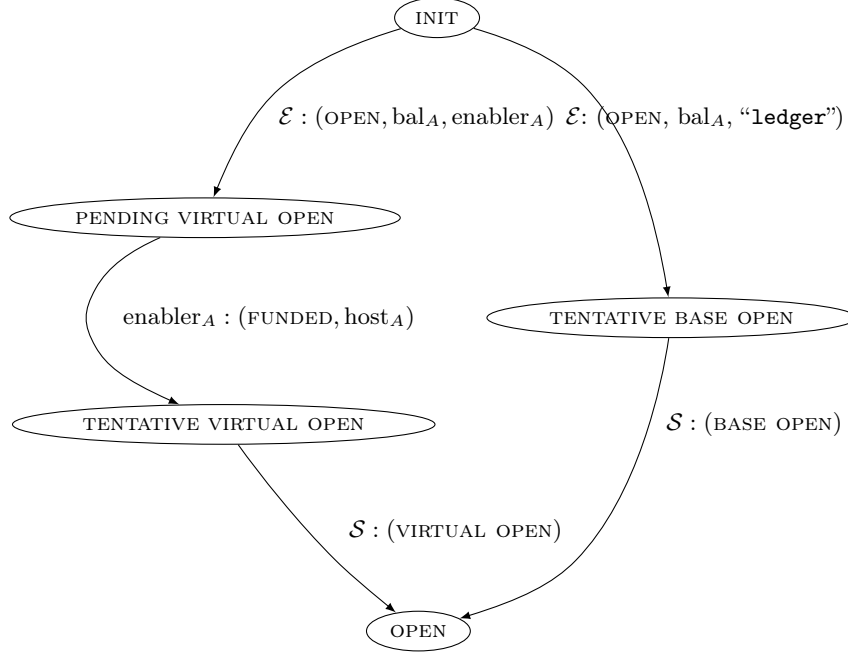 INIT
ℰ : (OPEN, bal_A, enabler_A) ℰ: (OPEN, bal_A, “ledger”)
PENDING VIRTUAL OPEN
enabler_A : (FUNDED, host_A)
TENTATIVE BASE OPEN
TENTATIVE VIRTUAL OPEN
𝒮 : (BASE OPEN)
𝒮 : (VIRTUAL OPEN)
OPEN